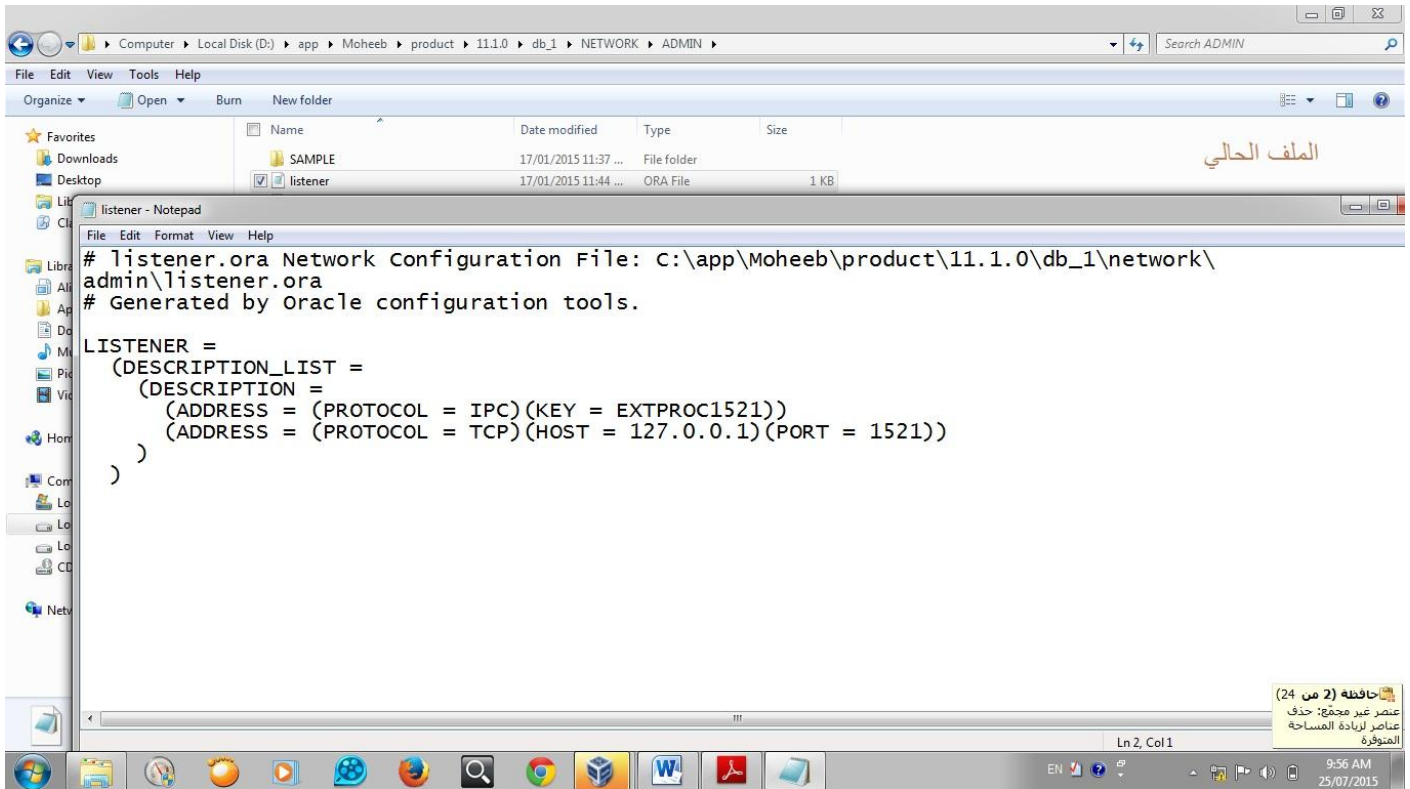 Computer ▸ Local Disk (D:) ▸ app ▸ Moheeb ▸ product ▸ 11.1.0 ▸ db_1 ▸ NETWORK ▸ ADMIN ▸
Search ADMIN
File Edit View Tools Help
Organize Open Burn New folder
Name Date modified Type Size
SAMPLE 17/01/2015 11:37 ... File folder
listener 17/01/2015 11:44 ... ORA File 1 KB
الملف الحالي
Favorites
Downloads
Desktop
listener - Notepad
File Edit Format View Help
# listener.ora Network Configuration File: C:\app\Moheeb\product\11.1.0\db_1\network\
admin\listener.ora
# Generated by Oracle configuration tools.
LISTENER =
(DESCRIPTION_LIST =
(DESCRIPTION =
(ADDRESS = (PROTOCOL = IPC)(KEY = EXTPROC1521))
(ADDRESS = (PROTOCOL = TCP)(HOST = 127.0.0.1)(PORT = 1521))
)
)
Ln 2, Col 1
حافظة (2 من 24)
عنصر غير مجمّع: حذف
عناصر لزيادة المساحة
المتوفرة
EN
9:56 AM
25/07/2015